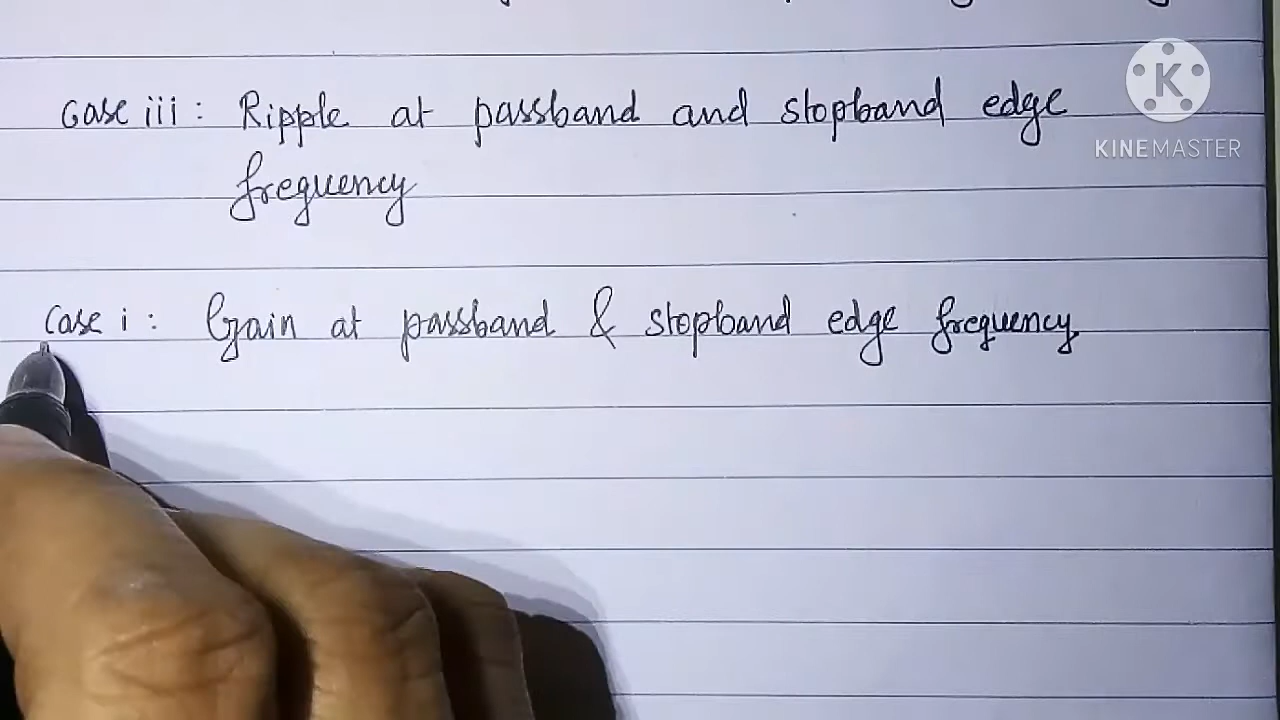 Case iii : Ripple at passband and stopband edge
frequency
K
KINEMASTER
Case i : Gain at passband & stopband edge frequency